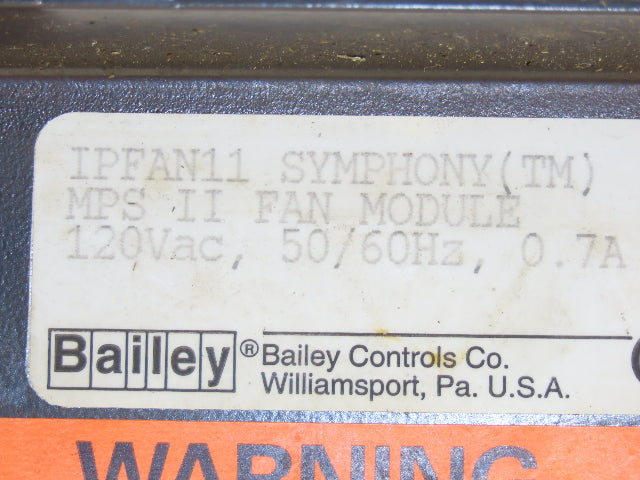 IPFAN11 SYMPHONY(TM)
MPS II FAN MODULE
120Vac, 50/60Hz, 0.7A
Bailey® Bailey Controls Co.
Williamsport, Pa. U.S.A.
WARNING